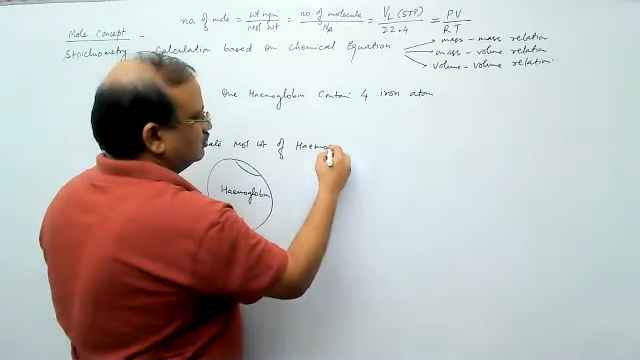 Mole Concept - no. of mole = wt in gm / Mol wt = no. of molecule / NA = VL (STP) / 22.4 = PV / RT
Stoichometry - Calculation based on Chemical Equation
mass - mass relation
mass - volume relation
volume - volume relation
One Haemoglobin Contain 4 iron atom
Mol wt of Haemo
Haemoglobin